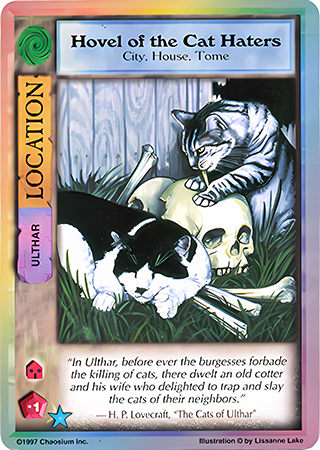 Hovel of the Cat Haters
City, House, Tome
LOCATION
ULTHAR
"In Ulthar, before ever the burgesses forbade
the killing of cats, there dwelt an old cotter
and his wife who delighted to trap and slay
the cats of their neighbors."
— H. P. Lovecraft, "The Cats of Ulthar"
-1
©1997 Chaosium Inc.
Illustration © by Lissanne Lake